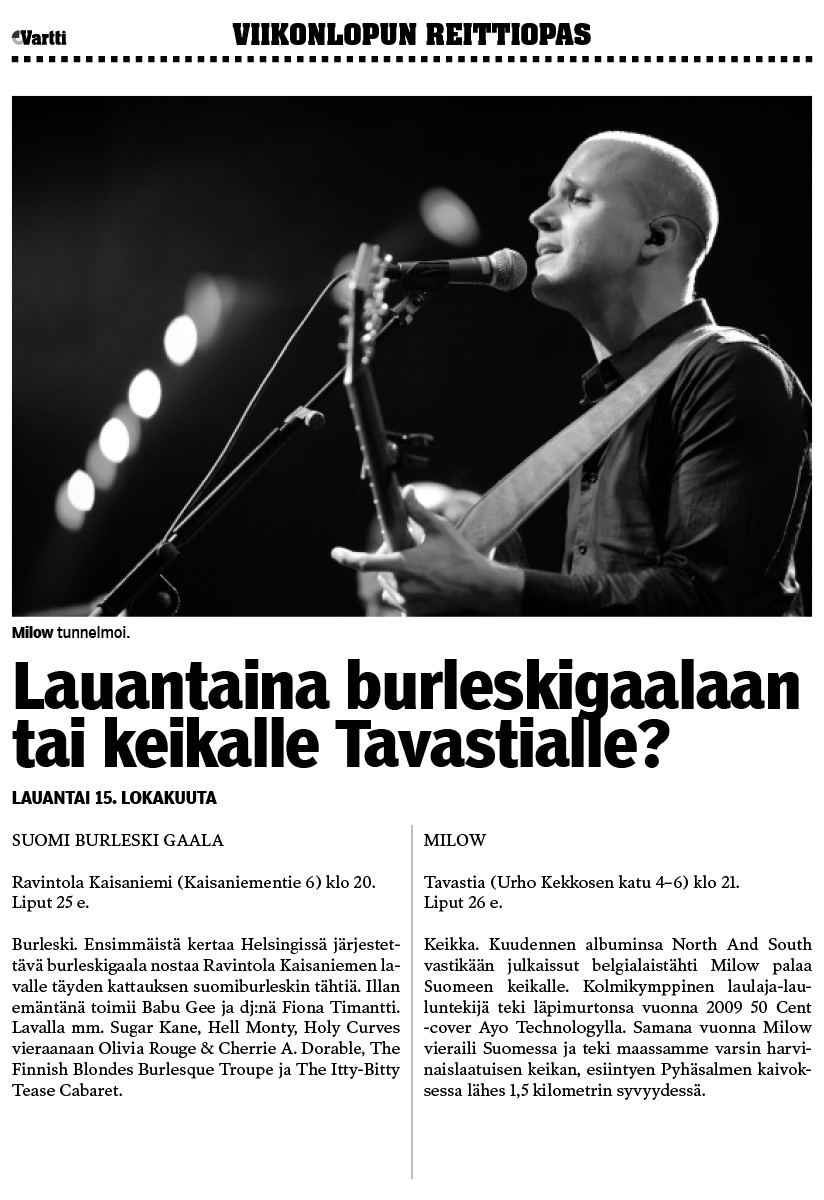 Vartti
VIIKONLOPUN REITTIOPAS
Milow tunnelmoi.
Lauantaina burleskigaalaan
tai keikalle Tavastialle?
LAUANTAI 15. LOKAKUUTA
SUOMI BURLESKI GAALA
Ravintola Kaisaniemi (Kaisaniementie 6) klo 20.
Liput 25 e.
Burleski. Ensimmäistä kertaa Helsingissä järjestet-
tävä burleskigaala nostaa Ravintola Kaisaniemen la-
valle täyden kattauksen suomiburleskin tähtiä. Illan
emäntänä toimii Babu Gee ja dj:nä Fiona Timantti.
Lavalla mm. Sugar Kane, Hell Monty, Holy Curves
vieraanaan Olivia Rouge & Cherrie A. Dorable, The
Finnish Blondes Burlesque Troupe ja The Itty-Bitty
Tease Cabaret.
MILOW
Tavastia (Urho Kekkosen katu 4–6) klo 21.
Liput 26 e.
Keikka. Kuudennen albuminsa North And South
vastikään julkaissut belgialaistähti Milow palaa
Suomeen keikalle. Kolmikymppinen laulaja-lau-
luntekijä teki läpimurtonsa vuonna 2009 50 Cent
-cover Ayo Technologylla. Samana vuonna Milow
vieraili Suomessa ja teki maassamme varsin harvi-
naislaatuisen keikan, esiintyen Pyhäsalmen kaivok-
sessa lähes 1,5 kilometrin syvyydessä.